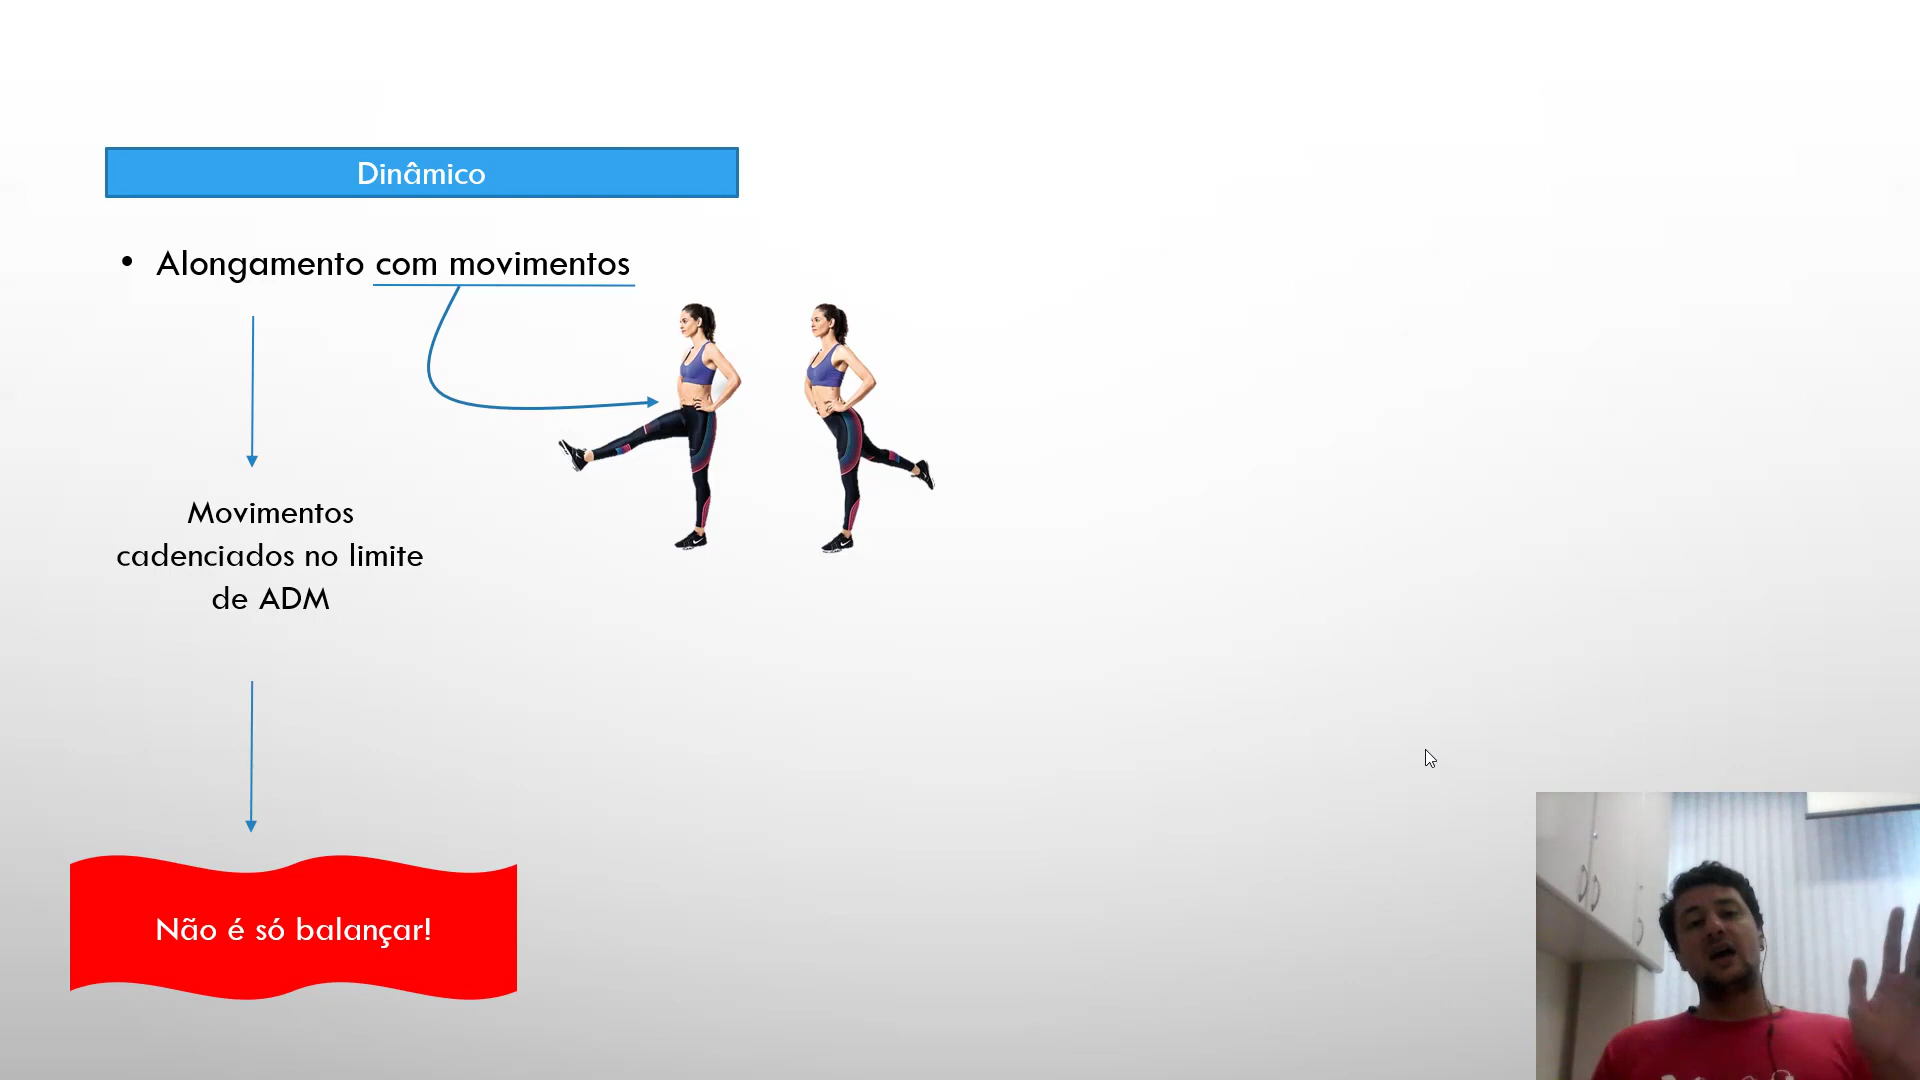 Dinâmico
• Alongamento com movimentos
Movimentos
cadenciados no limite
de ADM
Não é só balançar!